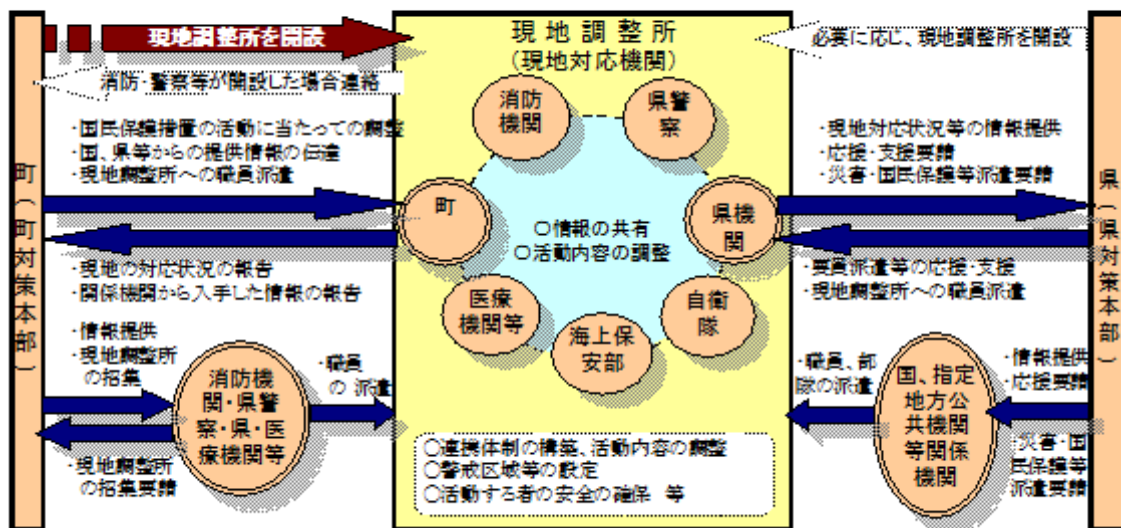 町（町対策本部）
現地調整所を開設
消防・警察等が開設した場合連絡
・国民保護措置の活動に当たっての調整
・国、県等からの提供情報の伝達
・現地調整所への職員派遣
・現地の対応状況の報告
・関係機関から入手した情報の報告
・情報提供
・現地調整所
の招集
消防機
関・県警
察・県・医
療機関等
・職員
の 派遣
・現地調整所
の招集要請
現地調整所
（現地対応機関）
消防
機関
県警
察
町
県機
関
○情報の共有
○活動内容の調整
医療
機関等
海上保
安部
自衛
隊
○連携体制の構築、活動内容の調整
○警戒区域等の設定
○活動する者の安全の確保 等
必要に応じ、現地調整所を開設
・現地対応状況等の情報提供
・応援・支援要請
・災害・国民保護等派遣要請
・要員派遣等の応援・支援
・現地調整所への職員派遣
・職員、部
隊の派遣
国、指定
地方公
共機関
等関係
機関
・情報提供
・応援要請
・災害・国
民保護等
派遣要請
県（県対策本部）